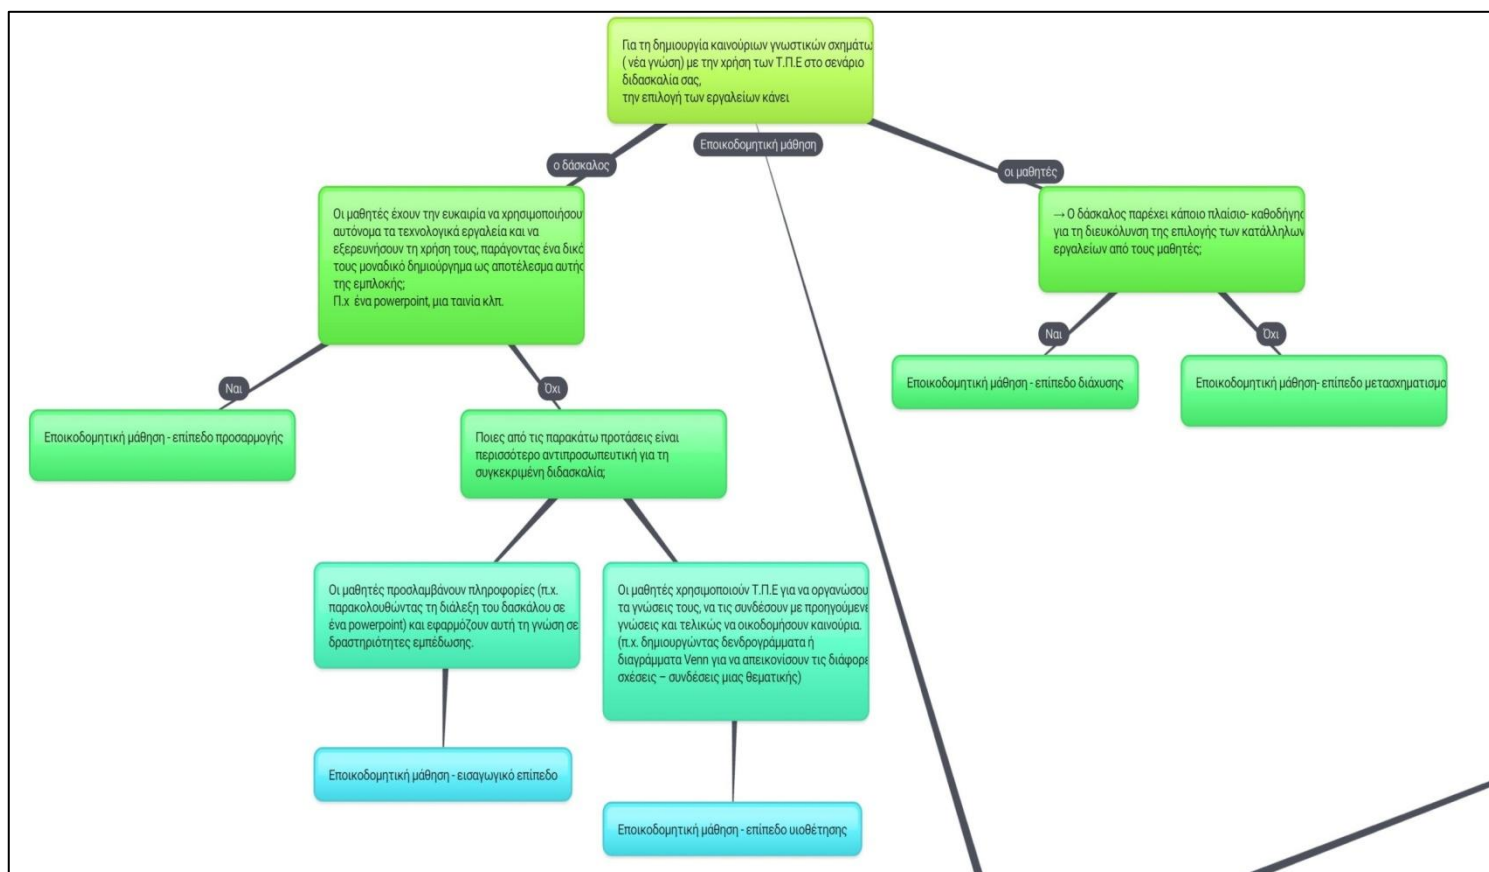 Για τη δημιουργία καινούριων γνωστικών σχημάτω
( νέα γνώση) με την χρήση των Τ.Π.Ε στο σενάριο
διδασκαλία σας,
την επιλογή των εργαλείων κάνει
Εποικοδομητική μάθηση
ο δάσκαλος
οι μαθητές
Οι μαθητές έχουν την ευκαιρία να χρησιμοποιήσου
αυτόνομα τα τεχνολογικά εργαλεία και να
εξερευνήσουν τη χρήση τους, παράγοντας ένα δικό
τους μοναδικό δημιούργημα ως αποτέλεσμα αυτής
της εμπλοκής;
Π.χ ένα powerpoint, μια ταινία κλπ.
→ Ο δάσκαλος παρέχει κάποιο πλαίσιο- καθοδήγησ
για τη διευκόλυνση της επιλογής των κατάλληλων
εργαλείων από τους μαθητές;
Ναι
Όχι
Ναι
Όχι
Εποικοδομητική μάθηση - επίπεδο διάχυσης
Εποικοδομητική μάθηση- επίπεδο μετασχηματισμο
Εποικοδομητική μάθηση - επίπεδο προσαρμογής
Ποιες από τις παρακάτω προτάσεις είναι
περισσότερο αντιπροσωπευτική για τη
συγκεκριμένη διδασκαλία;
Οι μαθητές προσλαμβάνουν πληροφορίες (π.χ.
παρακολουθώντας τη διάλεξη του δασκάλου σε
ένα powerpoint) και εφαρμόζουν αυτή τη γνώση σε
δραστηριότητες εμπέδωσης.
Οι μαθητές χρησιμοποιούν Τ.Π.Ε για να οργανώσου
τα γνώσεις τους, να τις συνδέσουν με προηγούμενε
γνώσεις και τελικώς να οικοδομήσουν καινούρια.
(π.χ. δημιουργώντας δενδρογράμματα ή
διαγράμματα Venn για να απεικονίσουν τις διάφορε
σχέσεις – συνδέσεις μιας θεματικής)
Εποικοδομητική μάθηση - εισαγωγικό επίπεδο
Εποικοδομητική μάθηση - επίπεδο υιοθέτησης